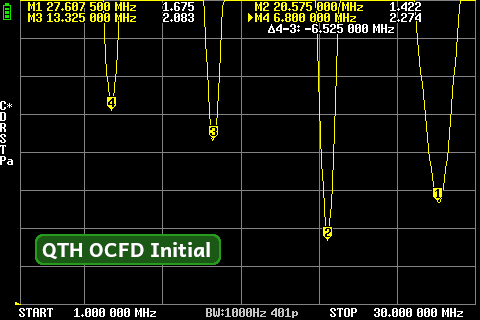 M1 27.607 500 MHz 1.675 M2 20.575 000 MHz 1.422
M3 13.325 000 MHz 2.083 M4 6.800 000 MHz 2.274
Δ4-3: -6.525 000 MHz
4
3
1
2
C*
D
R
S
T
Pa
QTH OCFD Initial
START 1.000 000 MHz BW:1000Hz 401p STOP 30.000 000 MHz